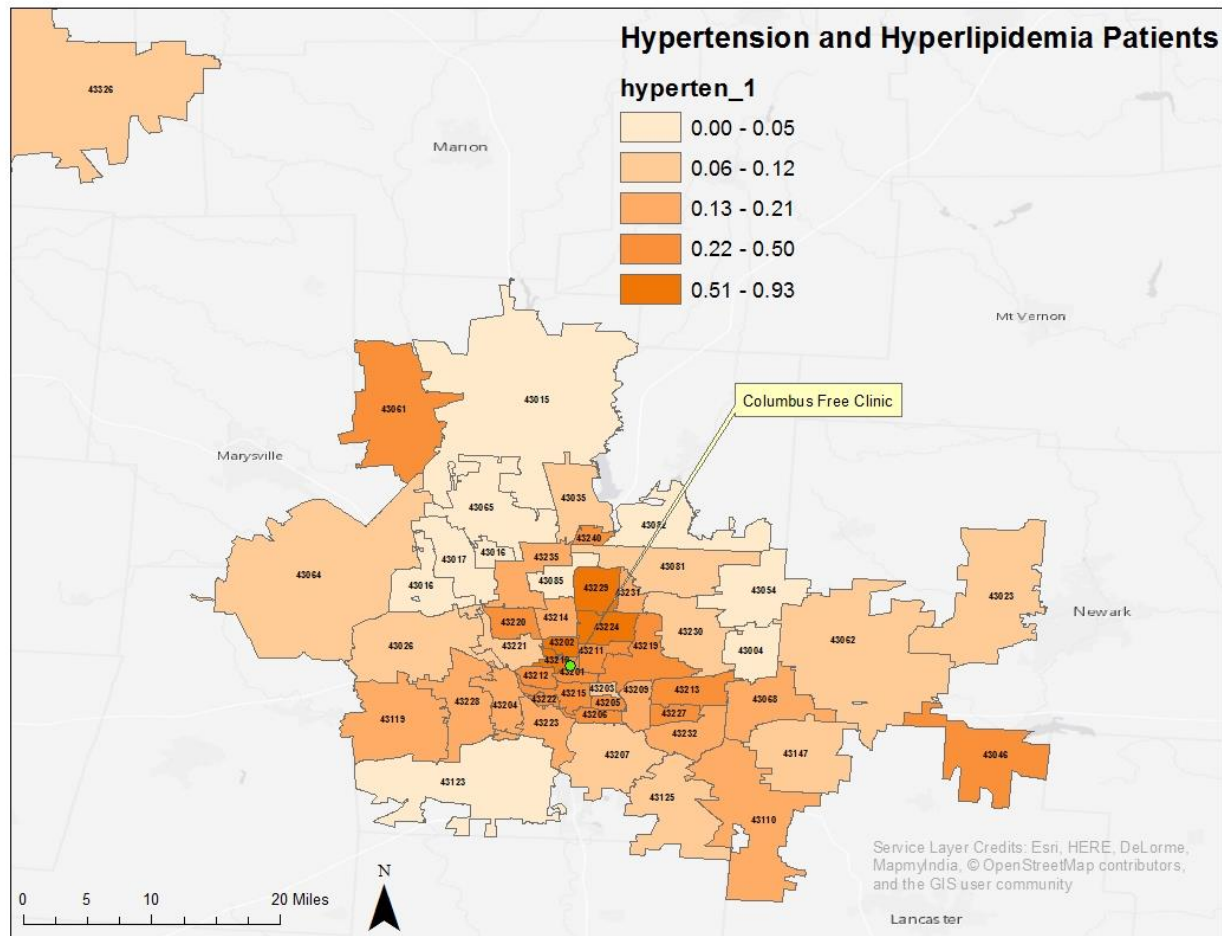 Hypertension and Hyperlipidemia Patients
hyperten_1
0.00 - 0.05
0.06 - 0.12
0.13 - 0.21
0.22 - 0.50
0.51 - 0.93
43326
Marion
Mt Vernon
43061
43015
Columbus Free Clinic
Marysville
43065
43035
43240
43017
43016
43235
43081
43064
43016
43085
43229
43231
43054
43023
Newark
43220
43214
43224
43230
43062
43026
43221
43202
43211
43219
43004
43201
43212
43203
43213
43222
43215
43205
43209
43068
43119
43228
43204
43206
43227
43223
43232
43046
43207
43147
43123
43125
43110
Service Layer Credits: Esri, HERE, DeLorme,
MapmyIndia, © OpenStreetMap contributors,
and the GIS user community
N
0 5 10 20 Miles
Lancaster